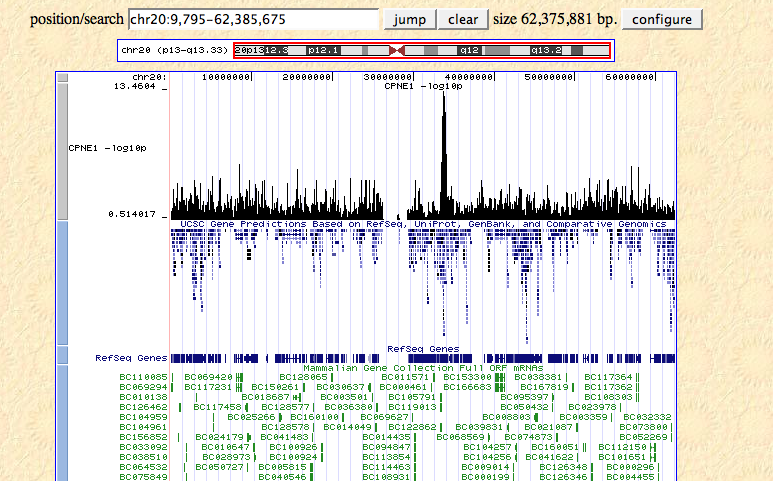 position/search chr20:9,795-62,385,675 jump clear size 62,375,881 bp. configure
chr20 (p13-q13.33) 20p13 12.3 p12.1 q12 q13.2
chr20: 10000000 20000000 30000000 40000000 50000000 60000000
13.4604 CPNE1 -log10p
CPNE1 -log10p
0.514017
UCSC Gene Predictions Based on RefSeq, UniProt, GenBank, and Comparative Genomics
RefSeq Genes
RefSeq Genes
Mammalian Gene Collection Full ORF mRNAs
BC110085 BC069420 BC128065 BC011571 BC153300 BC038381 BC117364
BC069294 BC117231 BC150261 BC030637 BC000461 BC166683 BC167819 BC117362
BC010138 BC018687 BC003501 BC105791 BC095397 BC108303
BC126462 BC117458 BC128577 BC036380 BC119013 BC050432 BC023978
BC104959 BC025266 BC160100 BC069627 BC008803 BC003359 BC032332
BC104961 BC128578 BC014049 BC122862 BC039831 BC021087 BC073800
BC156852 BC024179 BC041483 BC014435 BC068569 BC074873 BC052269
BC033092 BC010647 BC100926 BC094847 BC104257 BC160051 BC112150
BC038510 BC028973 BC100924 BC113854 BC104256 BC041622 BC101651
BC064532 BC050727 BC005815 BC114463 BC009014 BC126348 BC000296
BC075849 BC040546 BC108931 BC000199 BC126346 BC004455